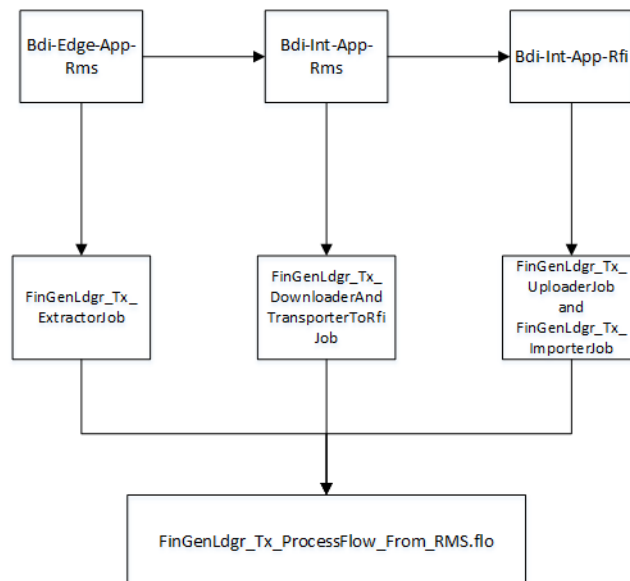 Bdi-Edge-App-
Rms
Bdi-Int-App-
Rms
Bdi-Int-App-Rfi
FinGenLdgr_Tx_
ExtractorJob
FinGenLdgr_Tx_
DownloaderAnd
TransporterToRfi
Job
FinGenLdgr_Tx_
UploaderJob
and
FinGenLdgr_Tx_
ImporterJob
FinGenLdgr_Tx_ProcessFlow_From_RMS.flo